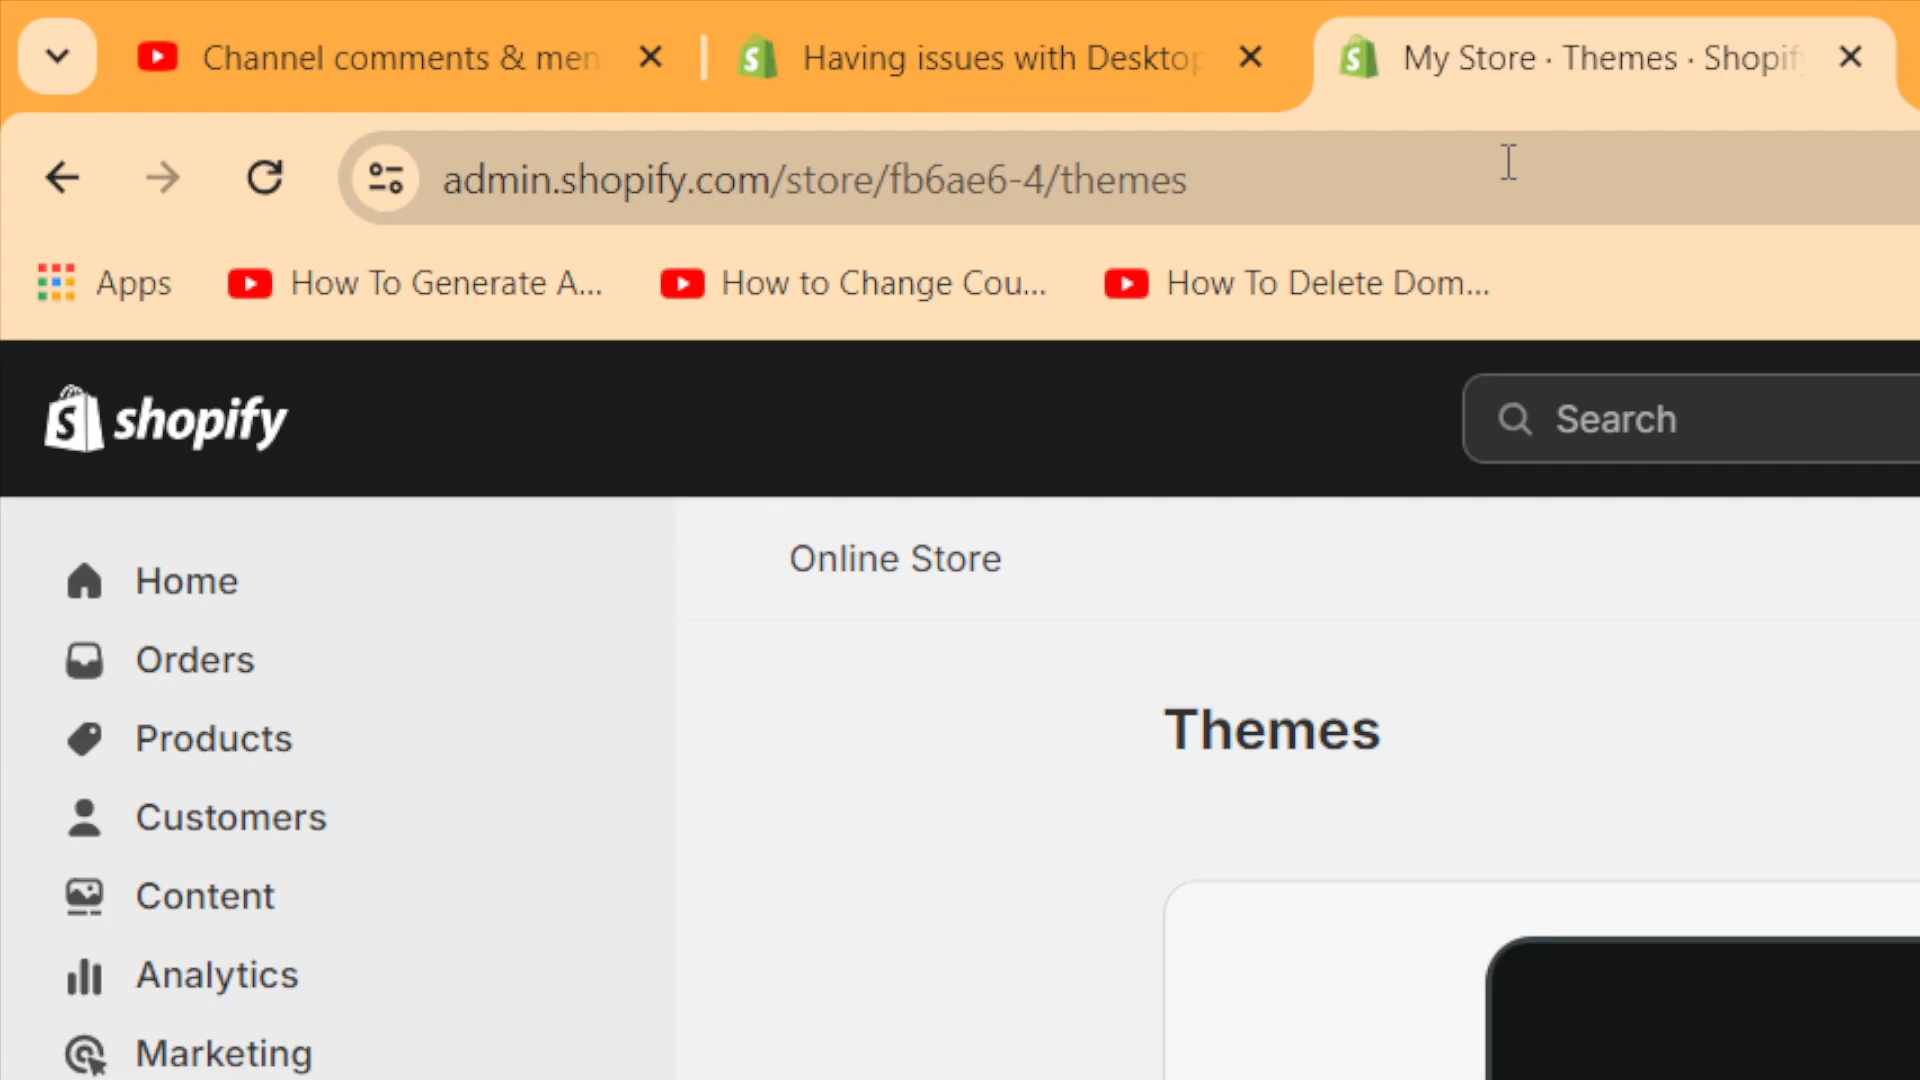 Channel comments & men
Having issues with Desktop
My Store · Themes · Shopify
admin.shopify.com/store/fb6ae6-4/themes
Apps
How To Generate A...
How to Change Cou...
How To Delete Dom...
shopify
Search
Home
Orders
Products
Customers
Content
Analytics
Marketing
Online Store
Themes